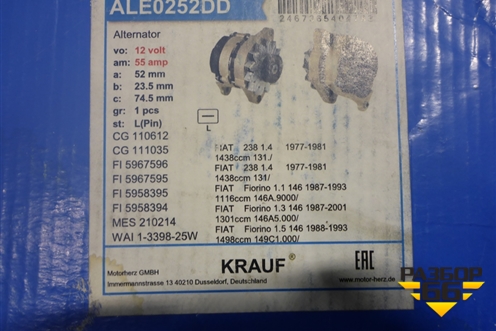 ALE0252DD
Alternator
vo: 12 volt
am: 55 amp
a: 52 mm
b: 23.5 mm
c: 74.5 mm
gr: 1 pcs
st: L(Pin)
L
CG 110612
CG 111035
FI 5967596
FI 5967595
FI 5958395
FI 5958394
MES 210214
WAI 1-3398-25W
FIAT 238 1.4 1977-1981
1438ccm 131./
FIAT 238 1.4 1977-1981
1438ccm 131/
FIAT Fiorino 1.1 146 1987-1993
1116ccm 146A.9000/
FIAT Fiorino 1.3 146 1987-2001
1301ccm 146A5.000/
FIAT Fiorino 1.5 146 1988-1993
1498ccm 149C1.000/
Motorherz GMBH
Immermannstrasse 13 40210 Dusseldorf, Deutschland
KRAUF®
EAC
www.motor-herz.de
РАЗБОР